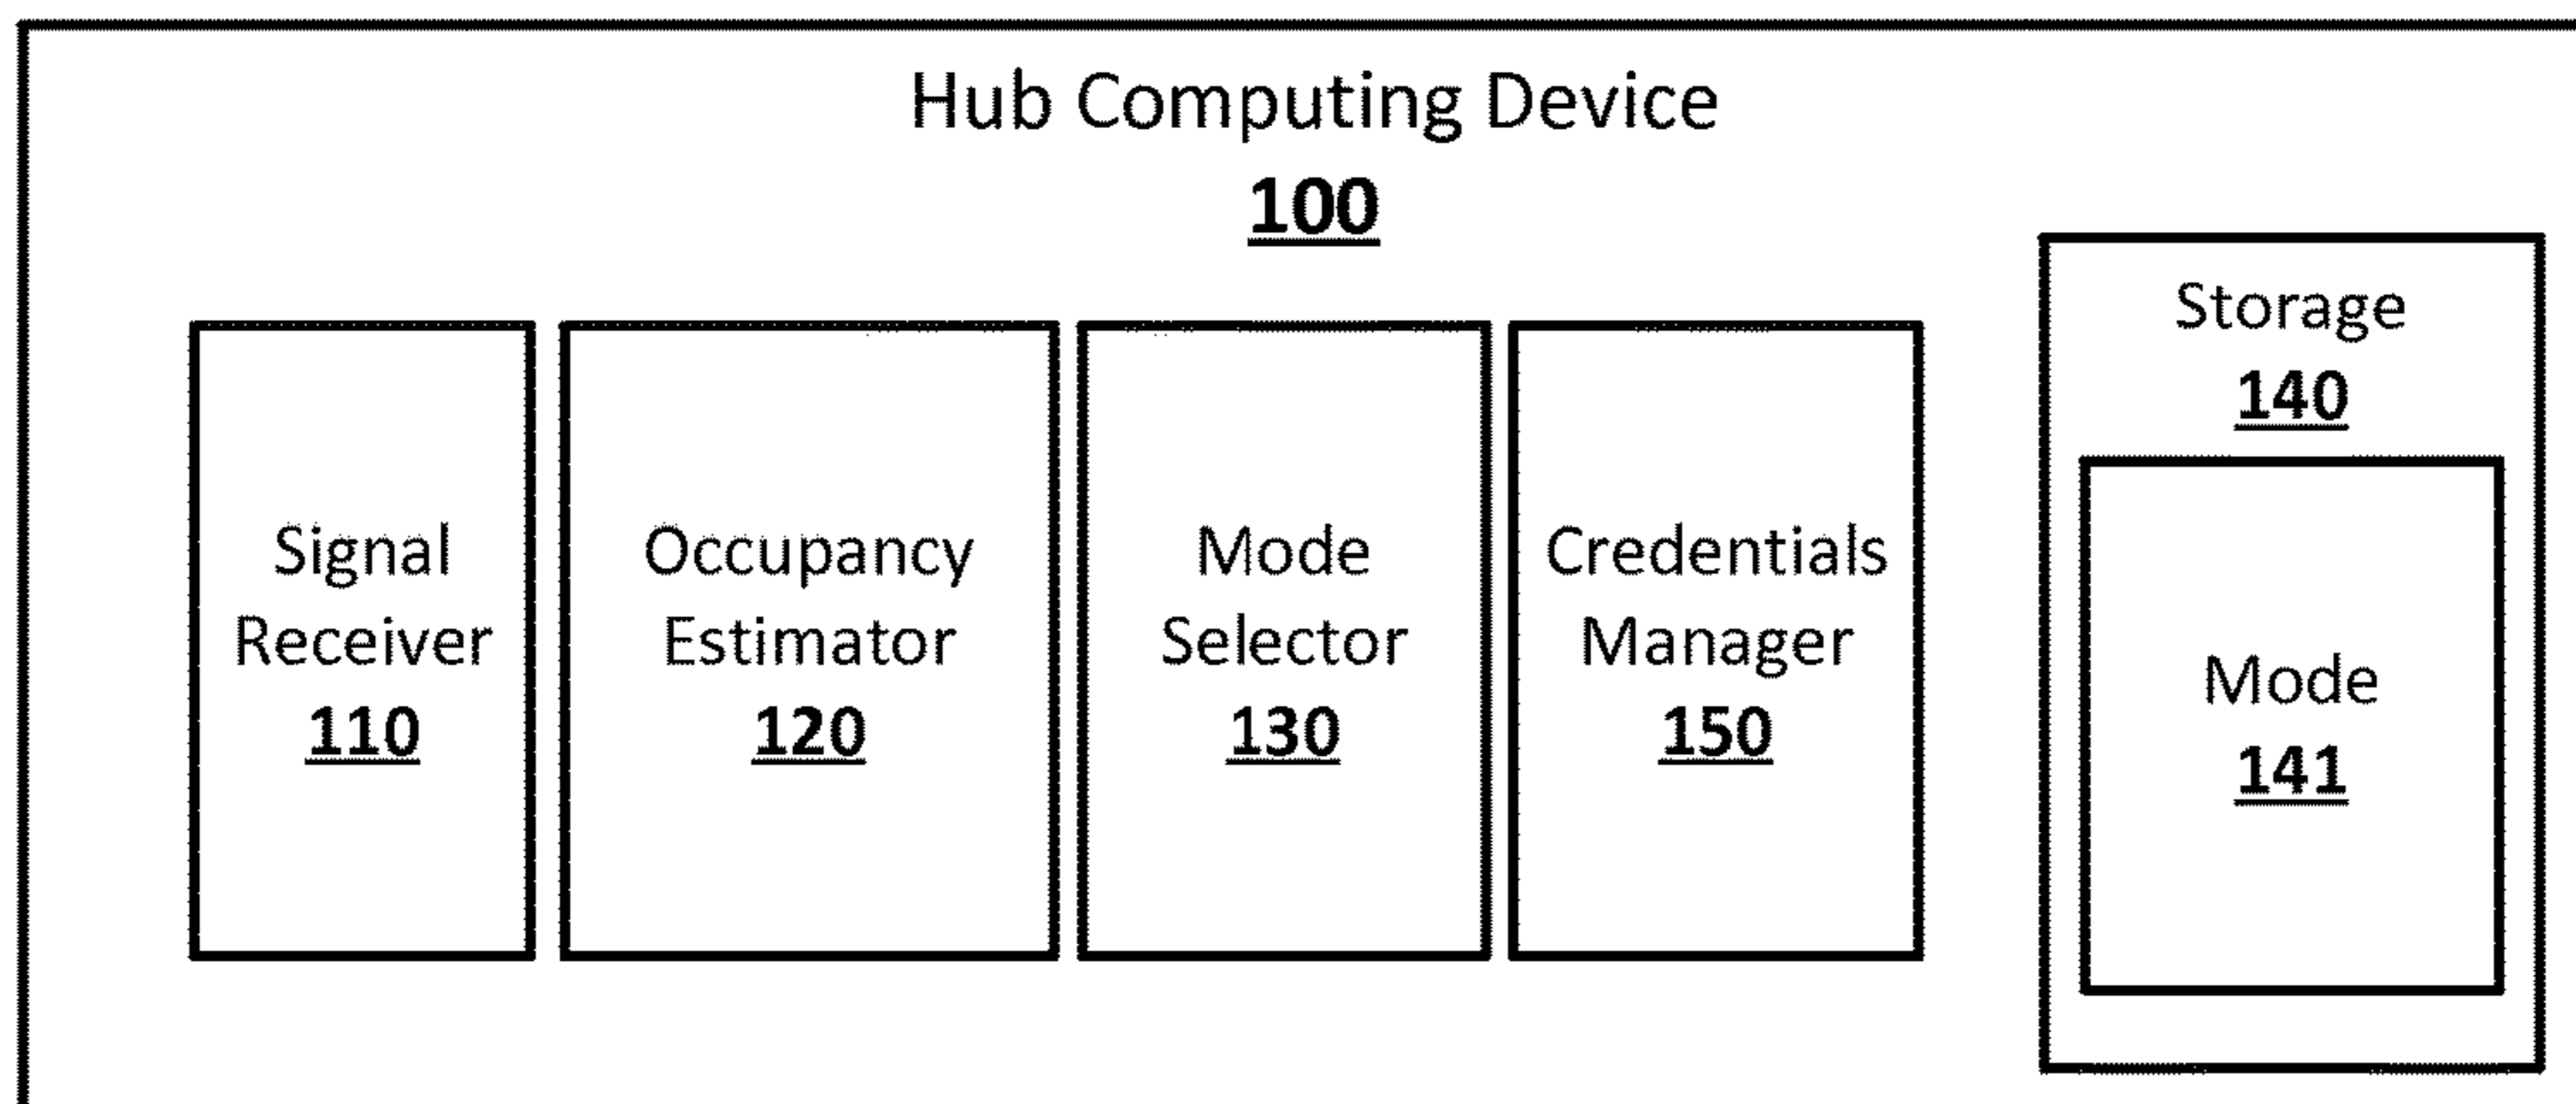 Hub Computing Device
100
Signal
Receiver
110
Occupancy
Estimator
120
Mode
Selector
130
Credentials
Manager
150
Storage
140
Mode
141